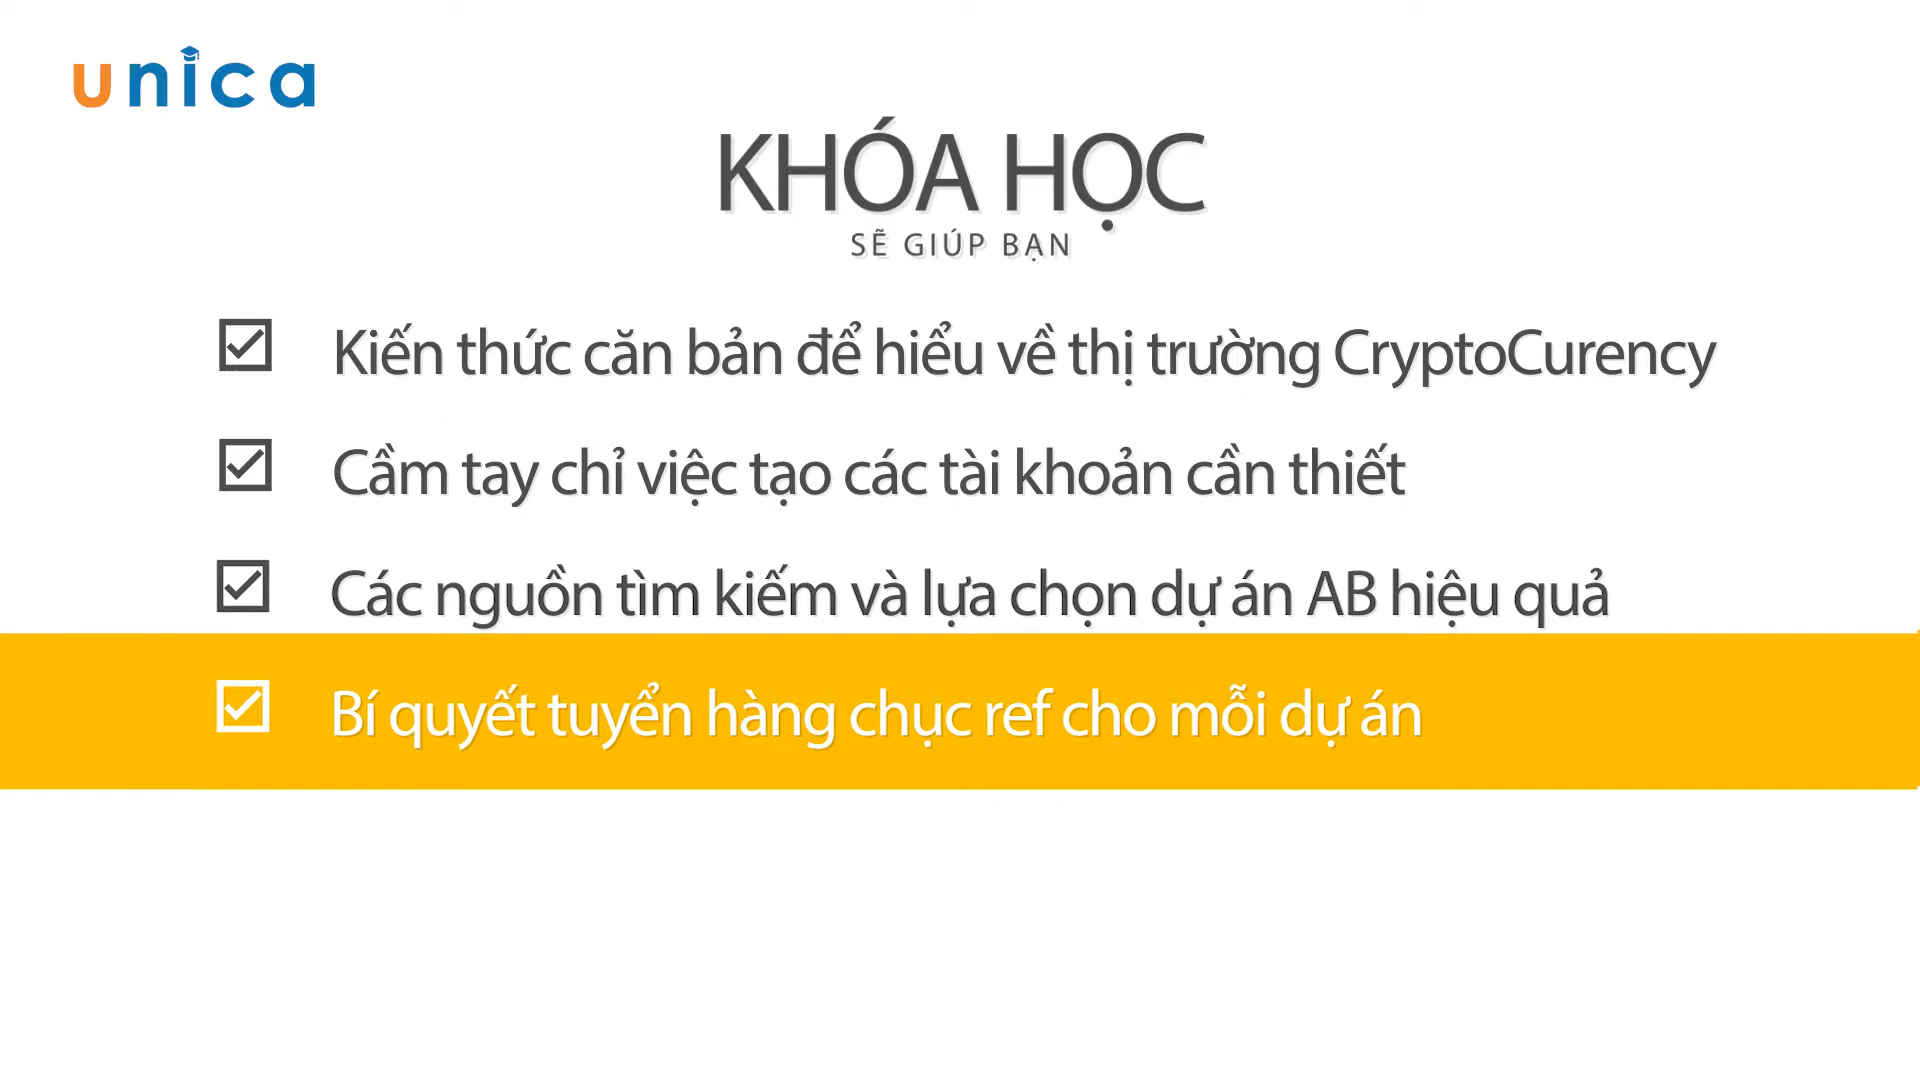 unica
KHÓA HỌC
SẼ GIÚP BẠN
Kiến thức căn bản để hiểu về thị trường CryptoCurency
Cầm tay chỉ việc tạo các tài khoản cần thiết
Các nguồn tìm kiếm và lựa chọn dự án AB hiệu quả
Bí quyết tuyển hàng chục ref cho mỗi dự án